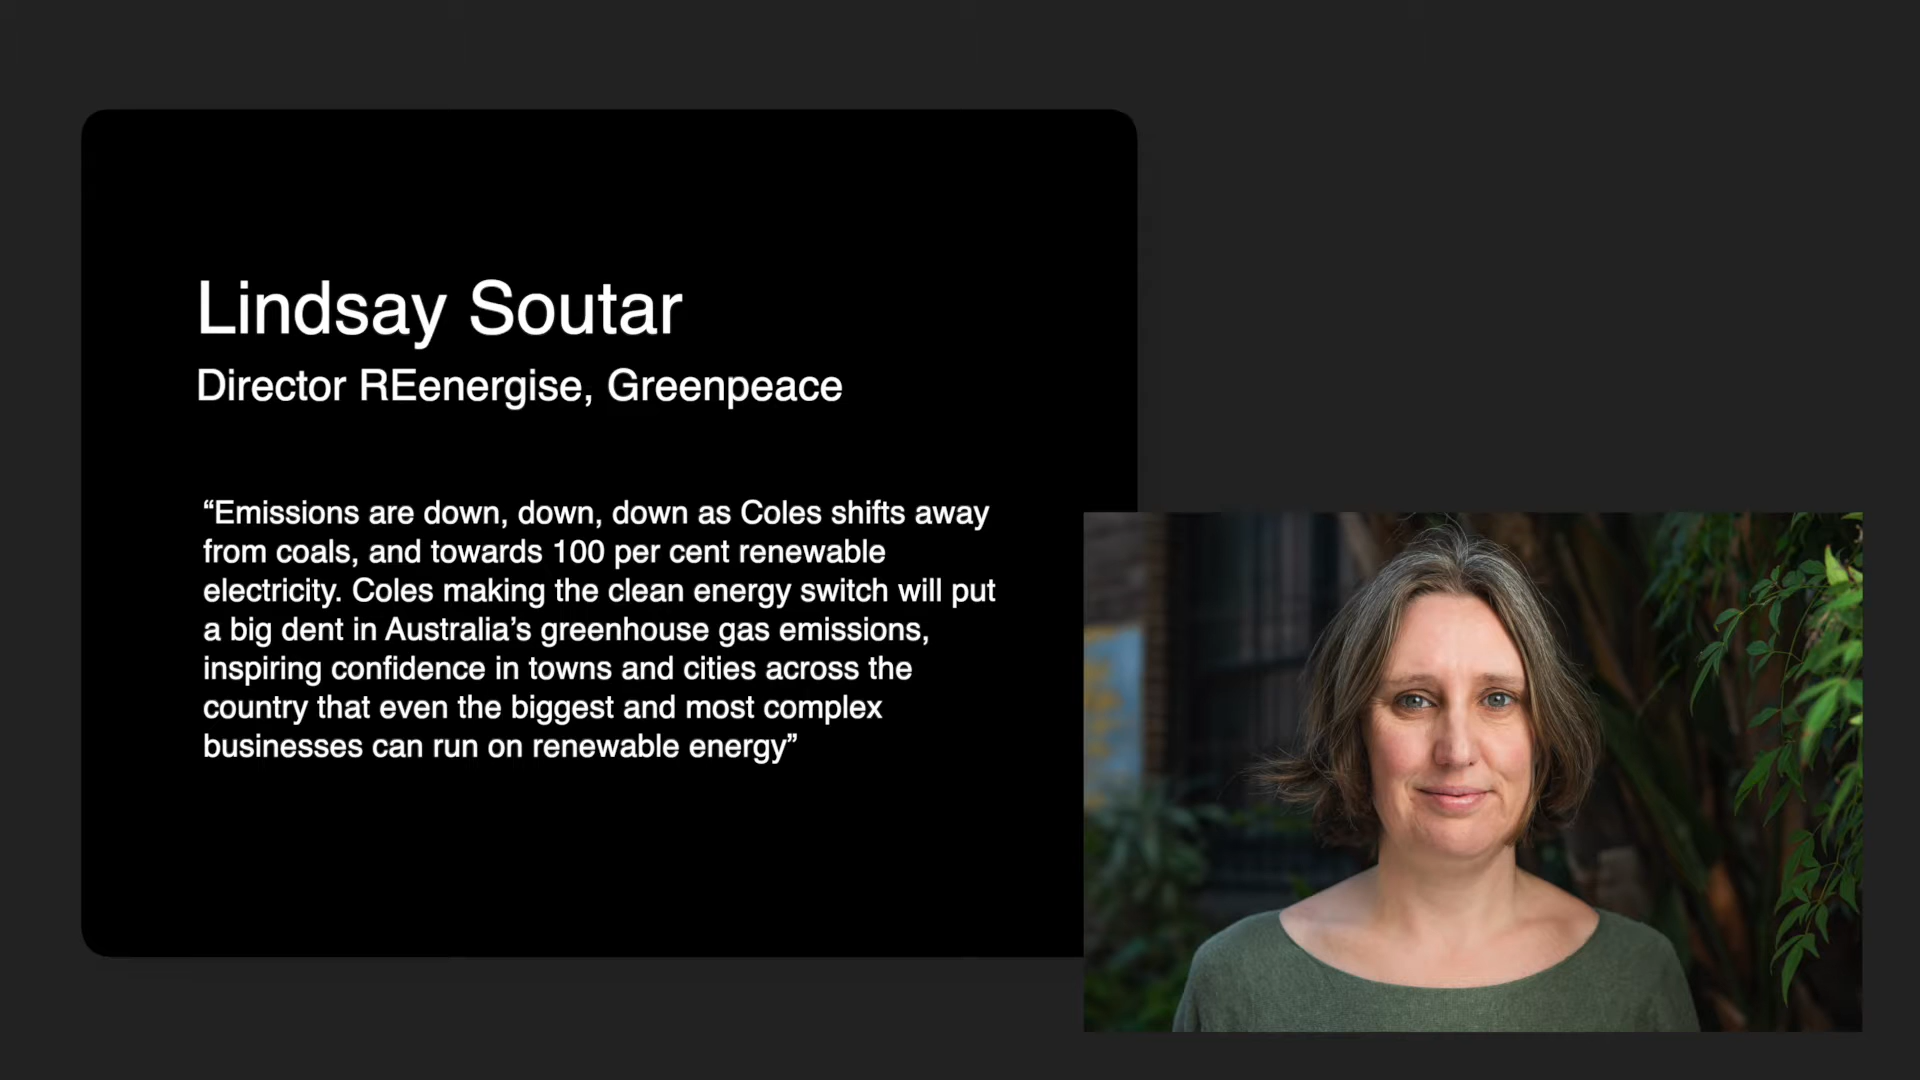 Lindsay Soutar
Director REenergise, Greenpeace
“Emissions are down, down, down as Coles shifts away
from coals, and towards 100 per cent renewable
electricity. Coles making the clean energy switch will put
a big dent in Australia’s greenhouse gas emissions,
inspiring confidence in towns and cities across the
country that even the biggest and most complex
businesses can run on renewable energy”